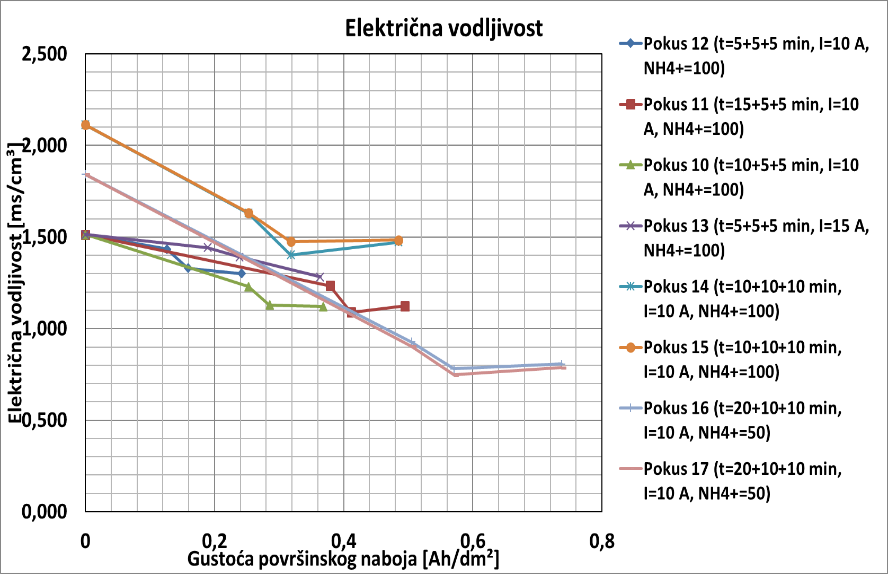 Električna vodljivost
Električna vodljivost [ms/cm³]
2,500
2,000
1,500
1,000
0,500
0,000
0
0,2
0,4
0,6
0,8
Gustoća površinskog naboja [Ah/dm²]
Pokus 12 (t=5+5+5 min, I=10 A,
NH4+=100)
Pokus 11 (t=15+5+5 min, I=10
A, NH4+=100)
Pokus 10 (t=10+5+5 min, I=10
A, NH4+=100)
Pokus 13 (t=5+5+5 min, I=15 A,
NH4+=100)
Pokus 14 (t=10+10+10 min,
I=10 A, NH4+=100)
Pokus 15 (t=10+10+10 min,
I=10 A, NH4+=100)
Pokus 16 (t=20+10+10 min,
I=10 A, NH4+=50)
Pokus 17 (t=20+10+10 min,
I=10 A, NH4+=50)